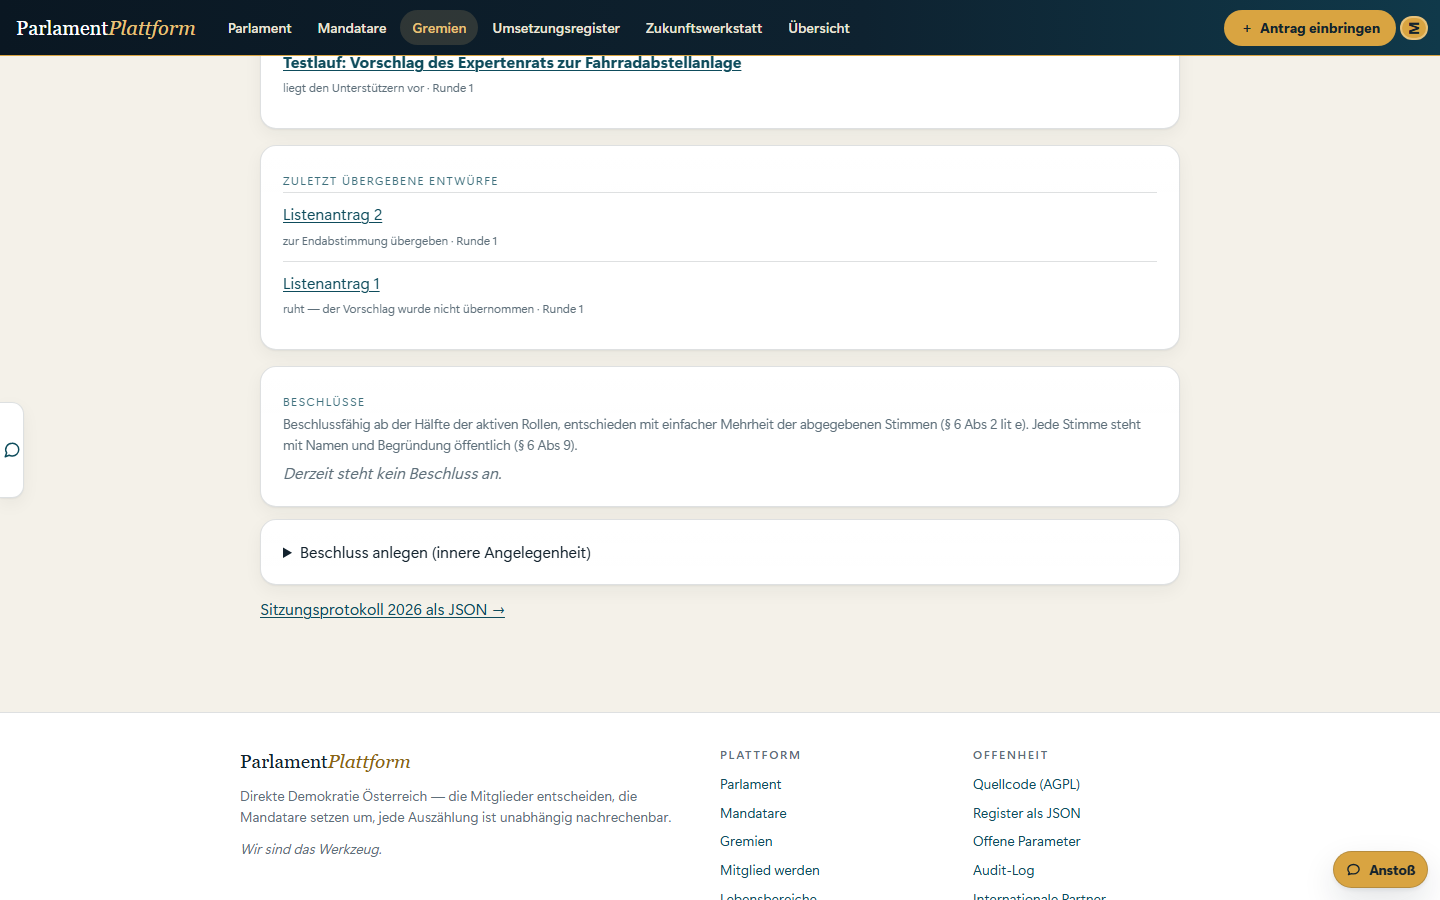 ParlamentPlattform Parlament Mandatare Gremien Umsetzungsregister Zukunftswerkstatt Übersicht + Antrag einbringen M
Testlauf: Vorschlag des Expertenrats zur Fahrradabstellanlage
liegt den Unterstützern vor · Runde 1
ZULETZT ÜBERGEBENE ENTWÜRFE
Listenantrag 2
zur Endabstimmung übergeben · Runde 1
Listenantrag 1
ruht — der Vorschlag wurde nicht übernommen · Runde 1
BESCHLÜSSE
Beschlussfähig ab der Hälfte der aktiven Rollen, entschieden mit einfacher Mehrheit der abgegebenen Stimmen (§ 6 Abs 2 lit e). Jede Stimme steht
mit Namen und Begründung öffentlich (§ 6 Abs 9).
Derzeit steht kein Beschluss an.
▶ Beschluss anlegen (innere Angelegenheit)
Sitzungsprotokoll 2026 als JSON →
ParlamentPlattform
Direkte Demokratie Österreich — die Mitglieder entscheiden, die
Mandatare setzen um, jede Auszählung ist unabhängig nachrechenbar.
Wir sind das Werkzeug.
PLATTFORM
Parlament
Mandatare
Gremien
Mitglied werden
Lebensbereiche
OFFENHEIT
Quellcode (AGPL)
Register als JSON
Offene Parameter
Audit-Log
Internationale Partner
Anstoß